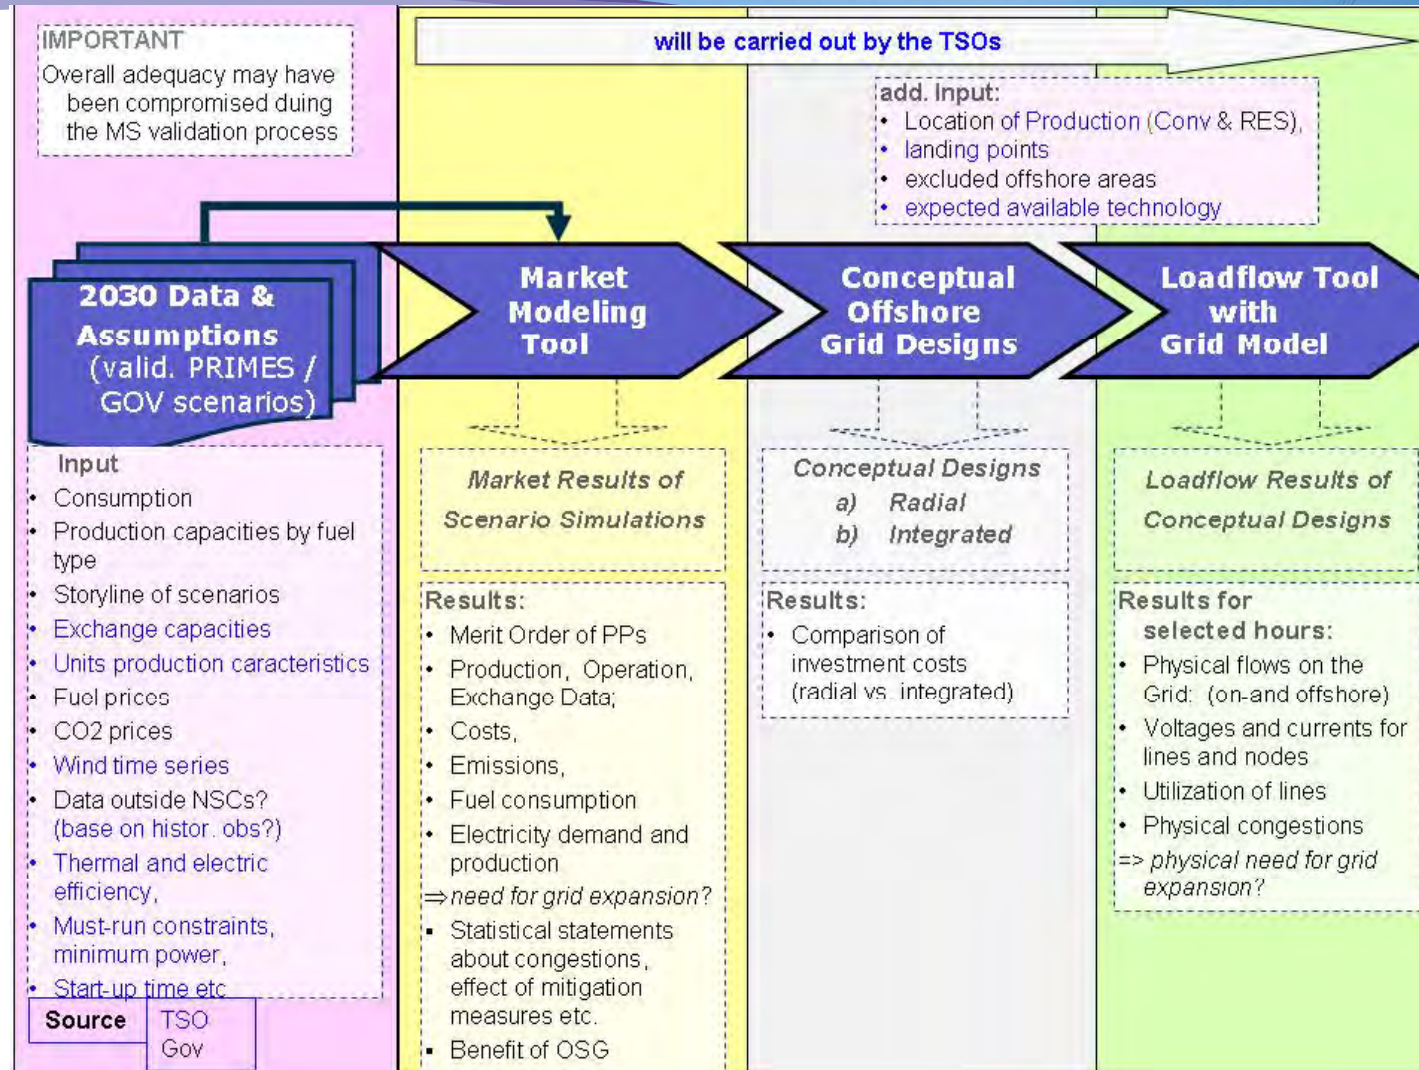 IMPORTANT
Overall adequacy may have
been compromised duing
the MS validation process
will be carried out by the TSOs
add. Input:
• Location of Production (Conv & RES),
• landing points
• excluded offshore areas
• expected available technology
2030 Data &
Assumptions
(valid. PRIMES /
GOV scenarios)
Market
Modeling
Tool
Conceptual
Offshore
Grid Designs
Loadflow Tool
with
Grid Model
Input
• Consumption
• Production capacities by fuel
type
• Storyline of scenarios
• Exchange capacities
• Units production caracteristics
• Fuel prices
• CO2 prices
• Wind time series
• Data outside NSCs?
(base on histor. obs?)
• Thermal and electric
efficiency,
• Must-run constraints,
minimum power,
• Start-up time etc
Source
TSO
Gov
Market Results of
Scenario Simulations
Results:
• Merit Order of PPs
• Production, Operation,
Exchange Data;
• Costs,
• Emissions,
• Fuel consumption
• Electricity demand and
production
⇒ need for grid expansion?
▪ Statistical statements
about congestions,
effect of mitigation
measures etc.
▪ Benefit of OSG
Conceptual Designs
a) Radial
b) Integrated
Results:
• Comparison of
investment costs
(radial vs. integrated)
Loadflow Results of
Conceptual Designs
Results for
selected hours:
• Physical flows on the
Grid: (on-and offshore)
• Voltages and currents for
lines and nodes
• Utilization of lines
• Physical congestions
=> physical need for grid
expansion?